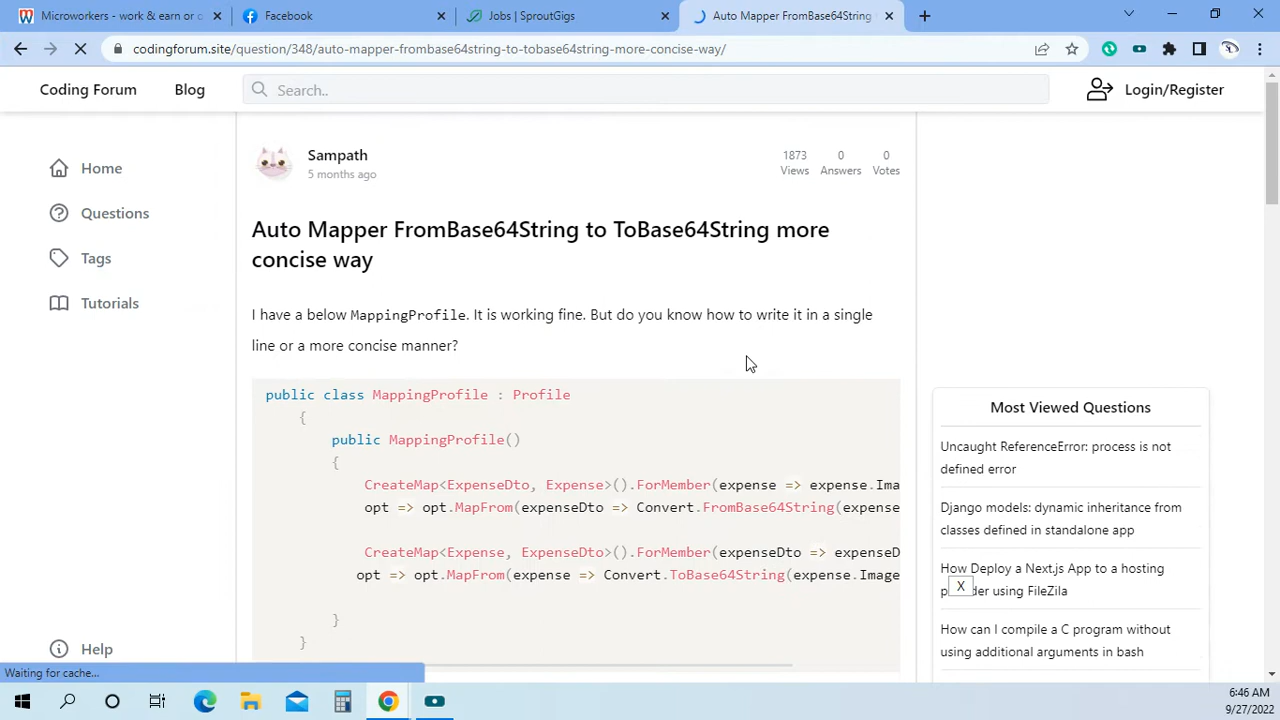 Microworkers - work & earn or c
Facebook
Jobs | SproutGigs
Auto Mapper FromBase64String
codingforum.site/question/348/auto-mapper-frombase64string-to-tobase64string-more-concise-way/
Coding Forum
Blog
Search..
Login/Register
Home
Questions
Tags
Tutorials
Help
Sampath
5 months ago
1873
Views
0
Answers
0
Votes
Auto Mapper FromBase64String to ToBase64String more
concise way
I have a below MappingProfile. It is working fine. But do you know how to write it in a single
line or a more concise manner?
public class MappingProfile : Profile
{
public MappingProfile()
{
CreateMap<ExpenseDto, Expense>().ForMember(expense => expense.Ima
opt => opt.MapFrom(expenseDto => Convert.FromBase64String(expense
CreateMap<Expense, ExpenseDto>().ForMember(expenseDto => expenseD
opt => opt.MapFrom(expense => Convert.ToBase64String(expense.Image
}
}
Most Viewed Questions
Uncaught ReferenceError: process is not
defined error
Django models: dynamic inheritance from
classes defined in standalone app
How Deploy a Next.js App to a hosting
p X der using FileZila
How can I compile a C program without
using additional arguments in bash
Waiting for cache...
6:46 AM
9/27/2022